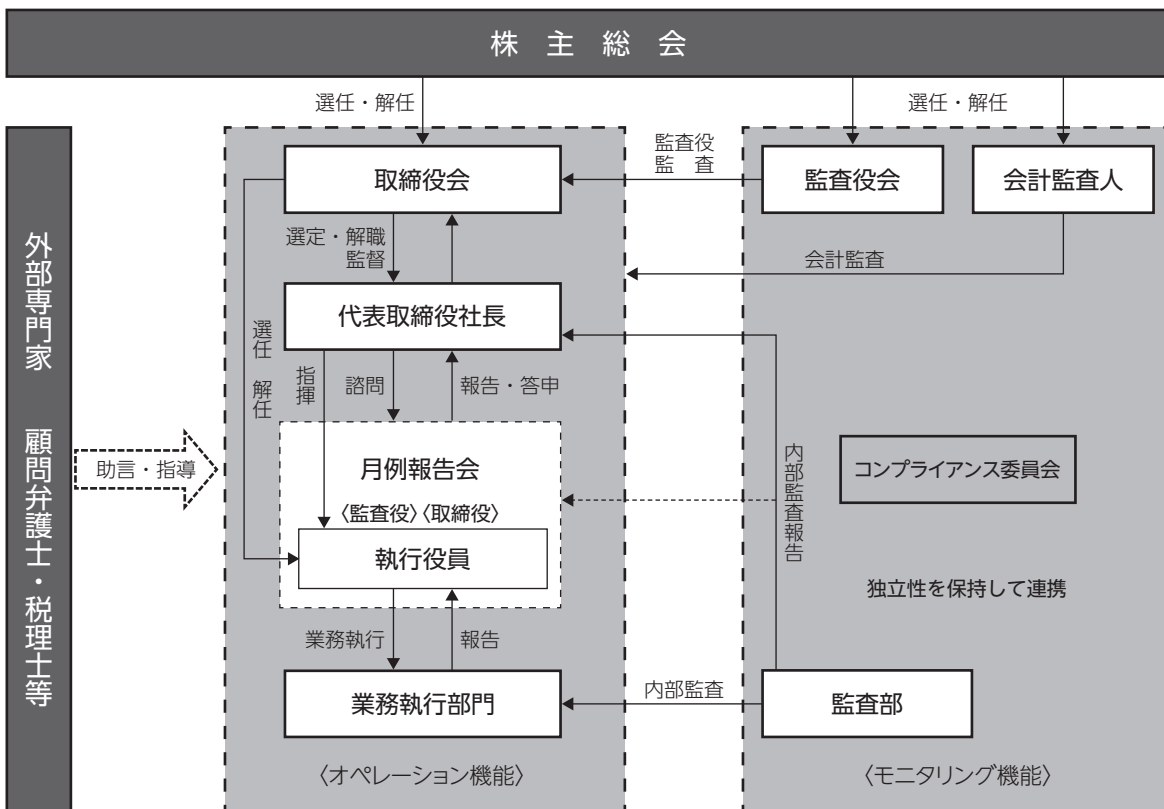 株主総会
選任・解任
選任・解任
外部専門家 顧問弁護士・税理士等
取締役会
監査役
監査
監査役会
会計監査人
選定・解職
監督
会計監査
代表取締役社長
選任 解任
指揮
諮問
報告・答申
助言・指導
月例報告会
〈監査役〉〈取締役〉
執行役員
内部監査報告
コンプライアンス委員会
独立性を保持して連携
業務執行
報告
業務執行部門
内部監査
監査部
〈オペレーション機能〉
〈モニタリング機能〉